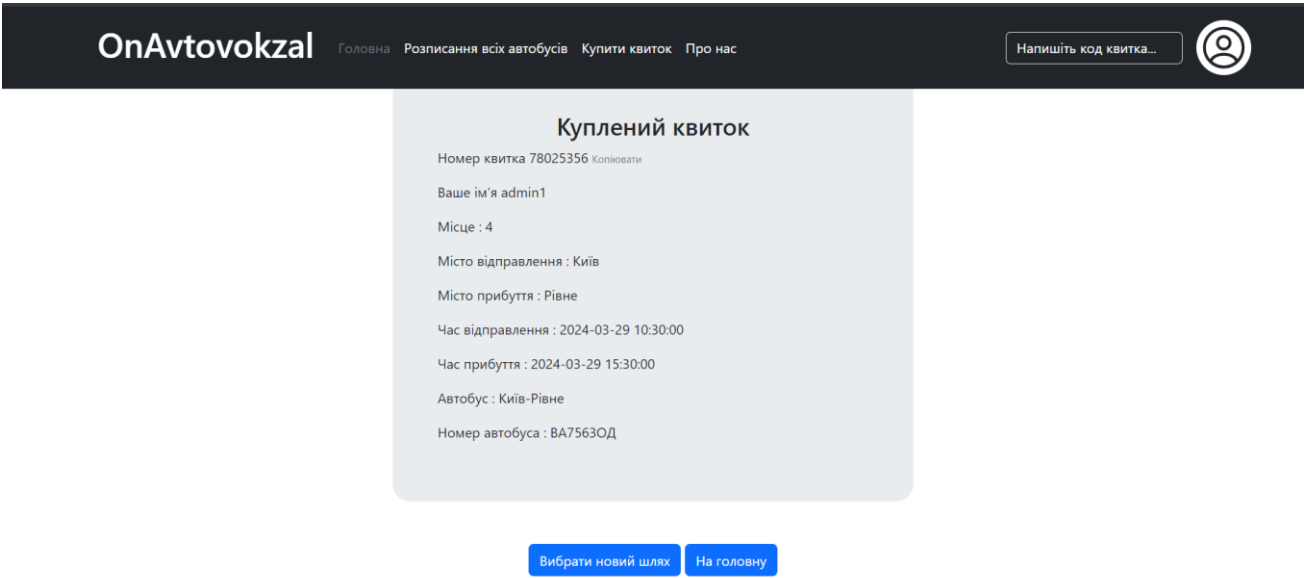 OnAvtovokzal Головна Розписання всіх автобусів Купити квиток Про нас Напишіть код квитка...
Куплений квиток
Номер квитка 78025356 Копіювати
Ваше ім'я admin1
Місце : 4
Місто відправлення : Київ
Місто прибуття : Рівне
Час відправлення : 2024-03-29 10:30:00
Час прибуття : 2024-03-29 15:30:00
Автобус : Київ-Рівне
Номер автобуса : ВА7563ОД
Вибрати новий шлях На головну